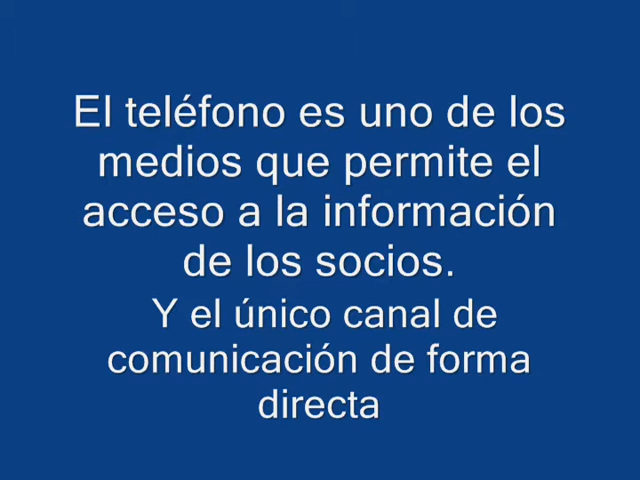 El teléfono es uno de los
medios que permite el
acceso a la información
de los socios.
Y el único canal de
comunicación de forma
directa